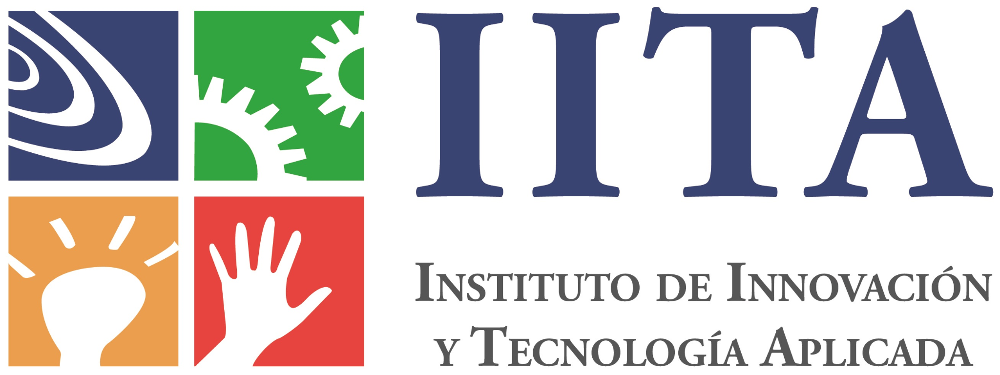 IITA
Instituto de Innovación
y Tecnología Aplicada